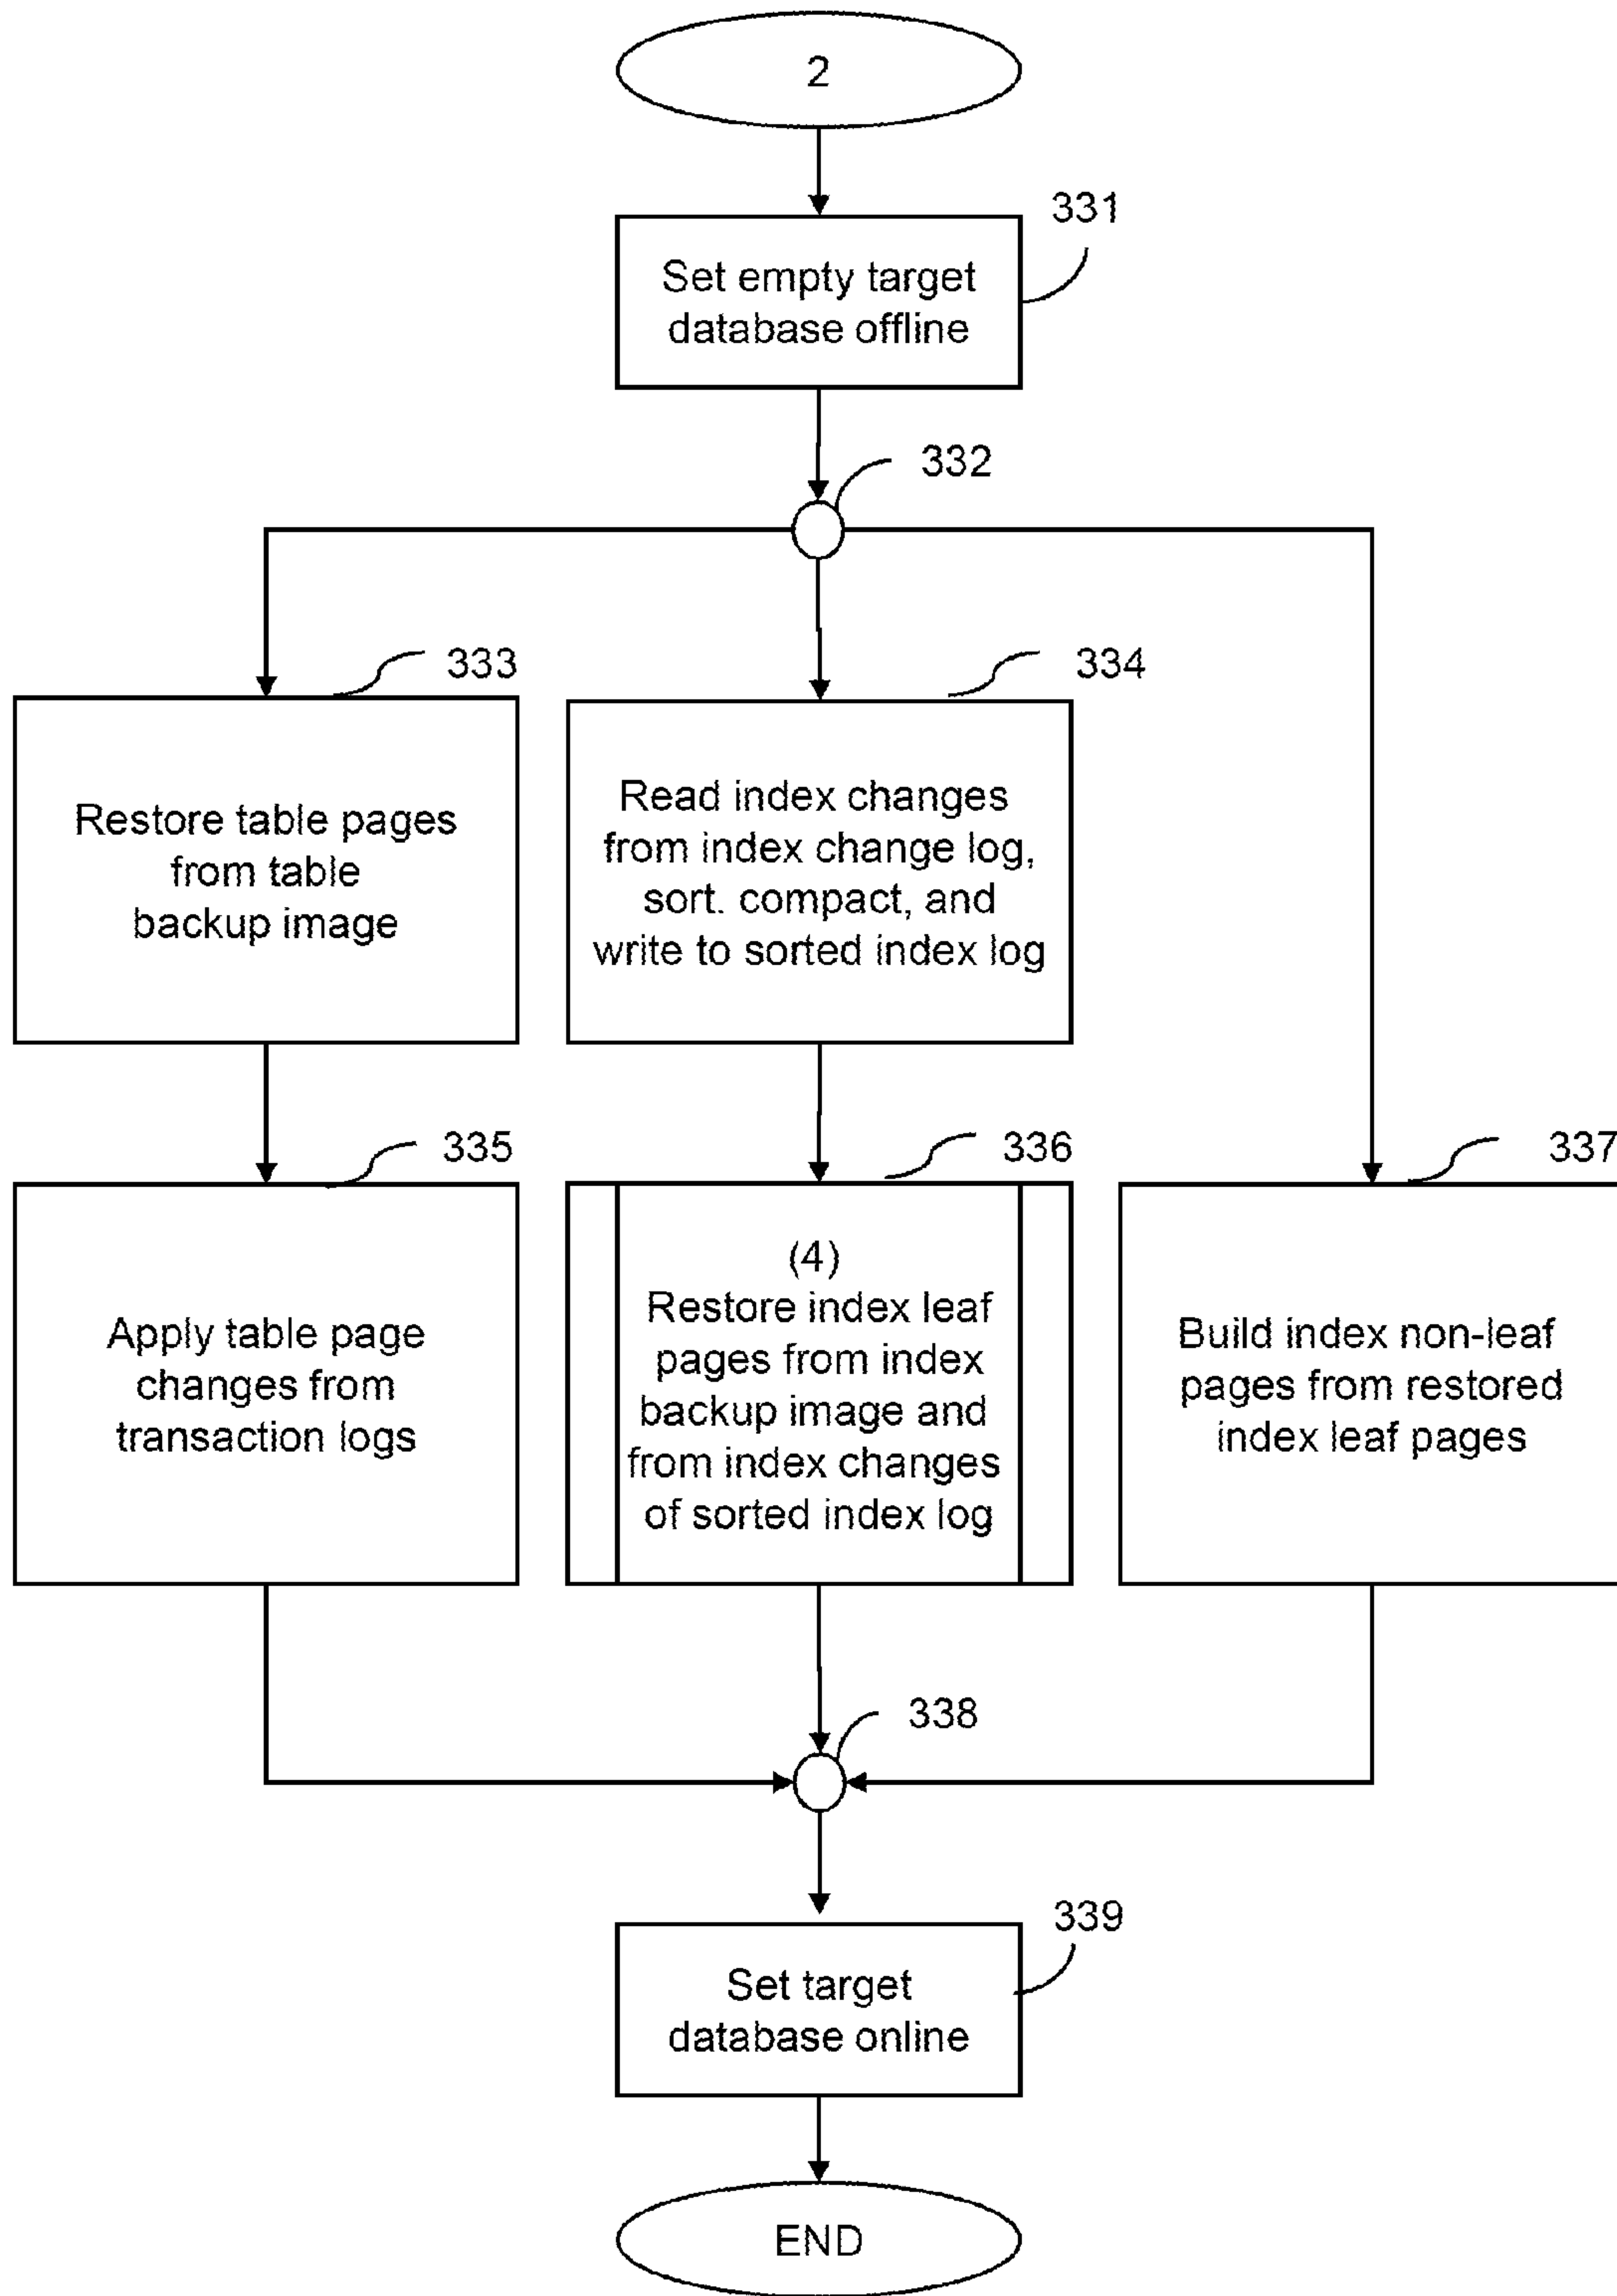 2
331
Set empty target
database offline
332
333
Restore table pages
from table
backup image
334
Read index changes
from index change log,
sort. compact, and
write to sorted index log
335
Apply table page
changes from
transaction logs
336
(4)
Restore index leaf
pages from index
backup image and
from index changes
of sorted index log
337
Build index non-leaf
pages from restored
index leaf pages
338
339
Set target
database online
END